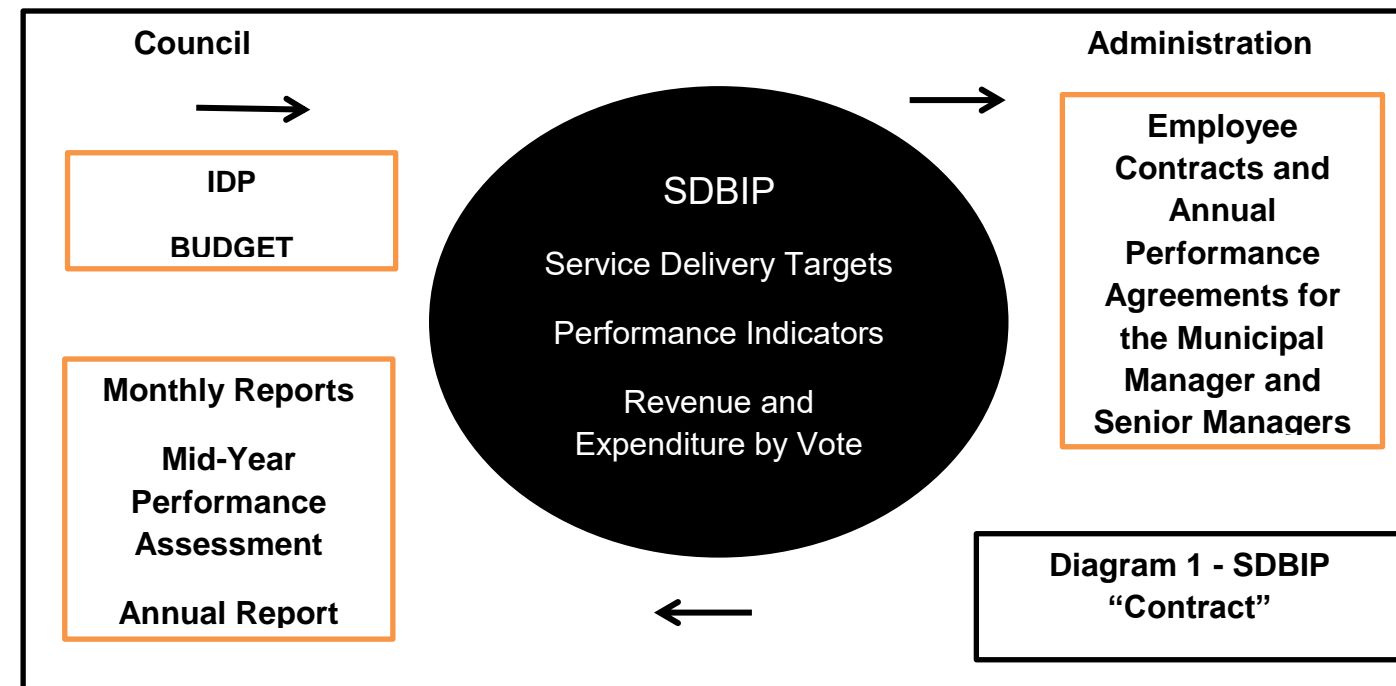 Council
Administration
IDP
BUDGET
Monthly Reports
Mid-Year
Performance
Assessment
Annual Report
SDBIP
Service Delivery Targets
Performance Indicators
Revenue and
Expenditure by Vote
Employee
Contracts and
Annual
Performance
Agreements for
the Municipal
Manager and
Senior Managers
Diagram 1 - SDBIP
“Contract”